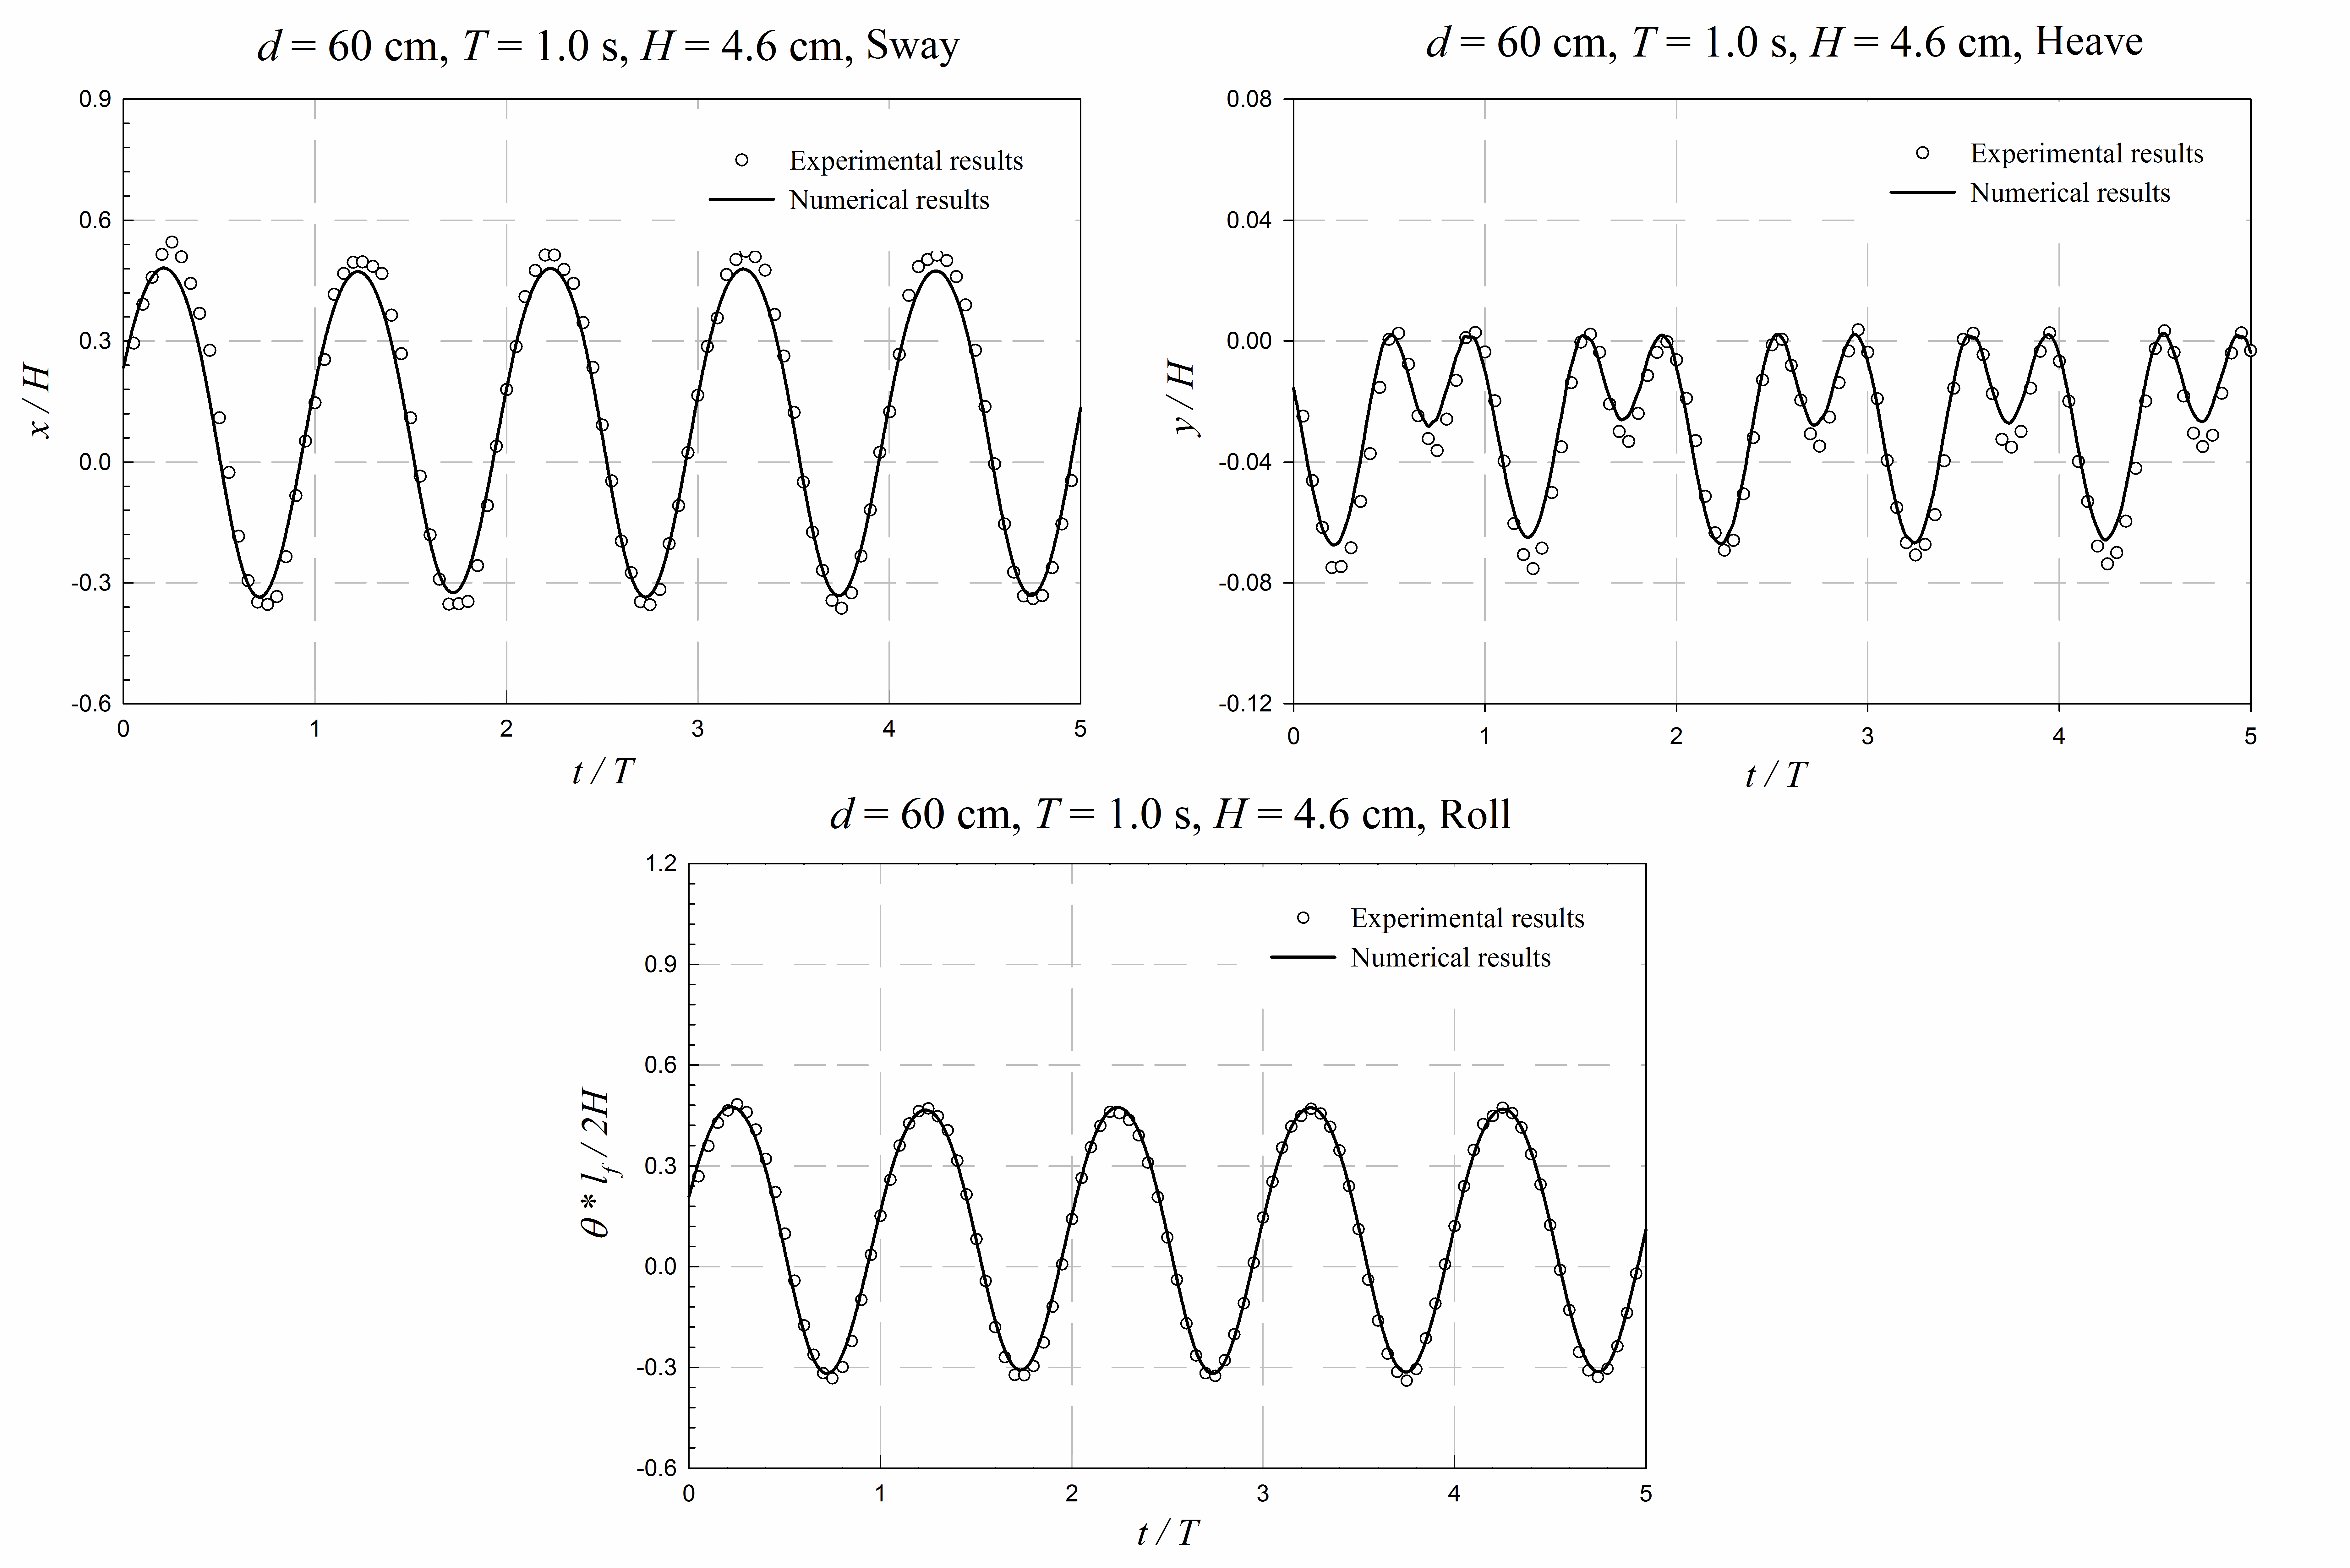 d = 60 cm, T = 1.0 s, H = 4.6 cm, Sway
0.9
0.6
0.3
0.0
-0.3
-0.6
x / H
Experimental results
Numerical results
0 1 2 3 4 5
t / T
d = 60 cm, T = 1.0 s, H = 4.6 cm, Heave
0.08
0.04
0.00
-0.04
-0.08
-0.12
y / H
Experimental results
Numerical results
0 1 2 3 4 5
t / T
d = 60 cm, T = 1.0 s, H = 4.6 cm, Roll
1.2
0.9
0.6
0.3
0.0
-0.3
-0.6
θ * l_f / 2H
Experimental results
Numerical results
0 1 2 3 4 5
t / T